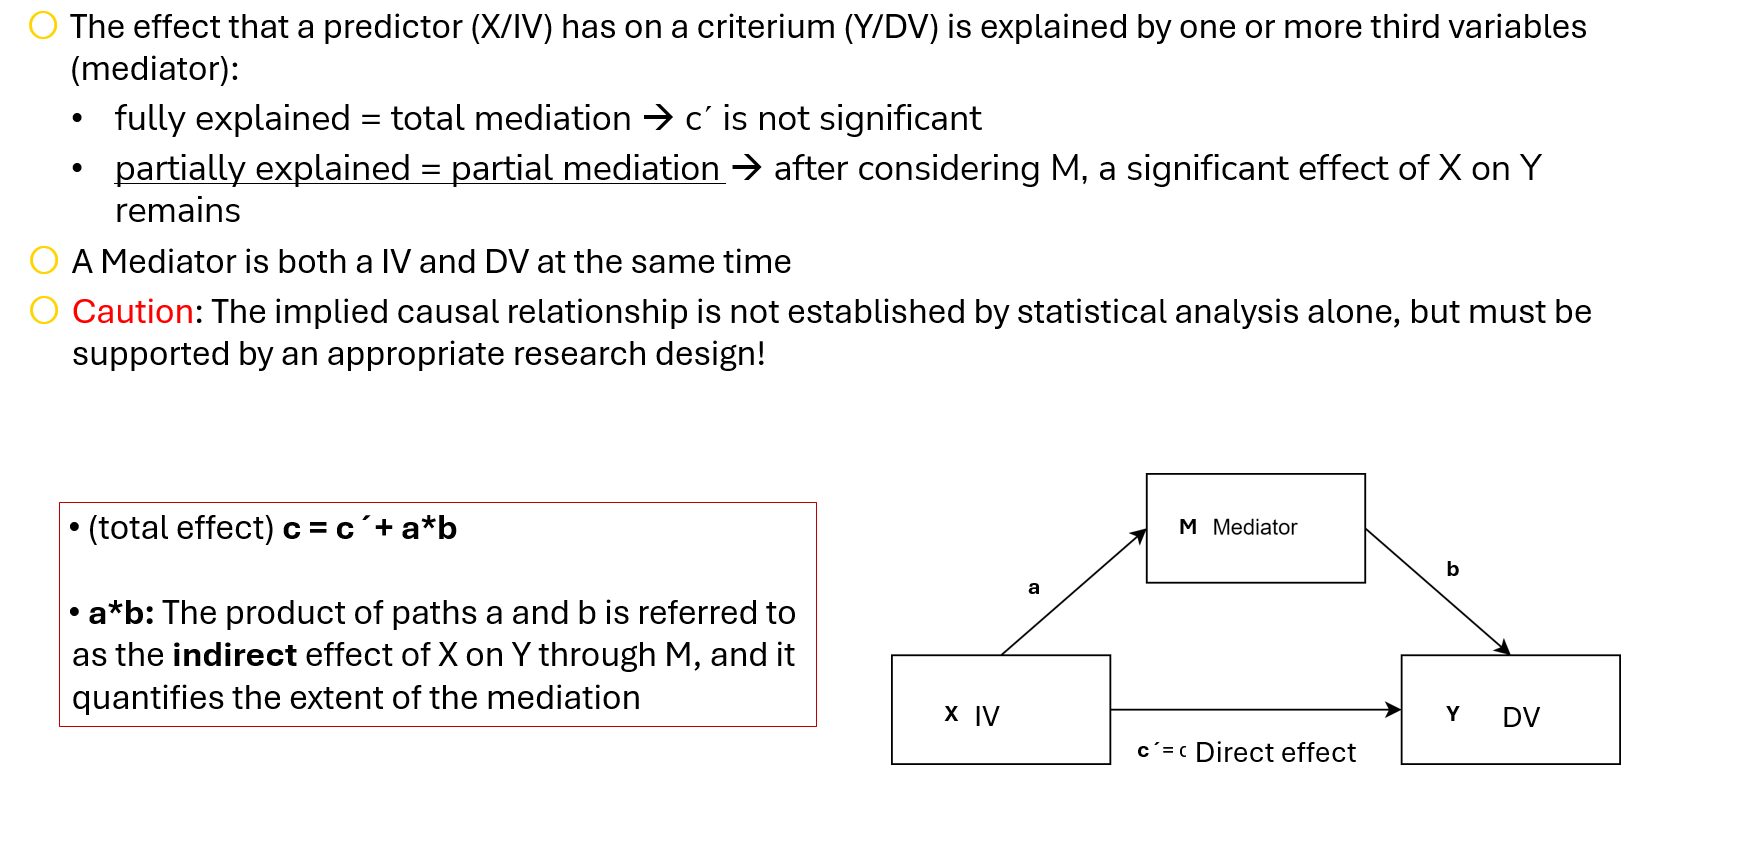 The effect that a predictor (X/IV) has on a criterium (Y/DV) is explained by one or more third variables
(mediator):
• fully explained = total mediation → c´ is not significant
• partially explained = partial mediation → after considering M, a significant effect of X on Y
remains
A Mediator is both a IV and DV at the same time
Caution: The implied causal relationship is not established by statistical analysis alone, but must be
supported by an appropriate research design!
• (total effect) c = c´+ a*b
• a*b: The product of paths a and b is referred to
as the indirect effect of X on Y through M, and it
quantifies the extent of the mediation
M Mediator
a
b
X IV
Y DV
c´= c Direct effect